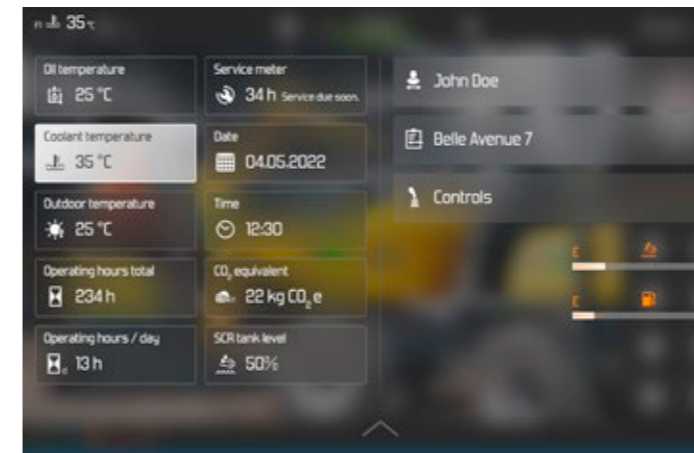 35 °C
Oil temperature
25 °C
Service meter
34 h Service due soon.
Coolant temperature
35 °C
Date
04.05.2022
Outdoor temperature
25 °C
Time
12:30
Operating hours total
234 h
CO₂ equivalent
22 kg CO₂ e
Operating hours / day
d 13 h
SCR tank level
50%
John Doe
Belle Avenue 7
Controls
E
E